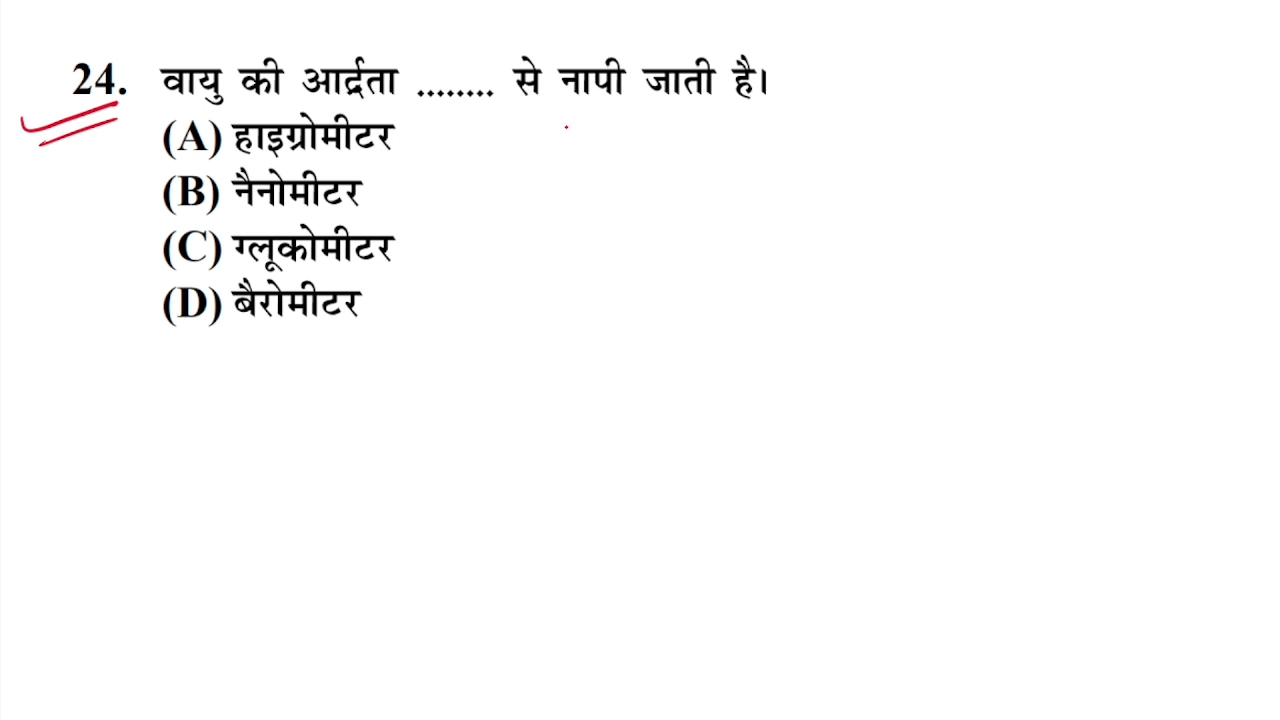 24. वायु की आर्द्रता ........ से नापी जाती है।
(A) हाइग्रोमीटर
(B) नैनोमीटर
(C) ग्लूकोमीटर
(D) बैरोमीटर